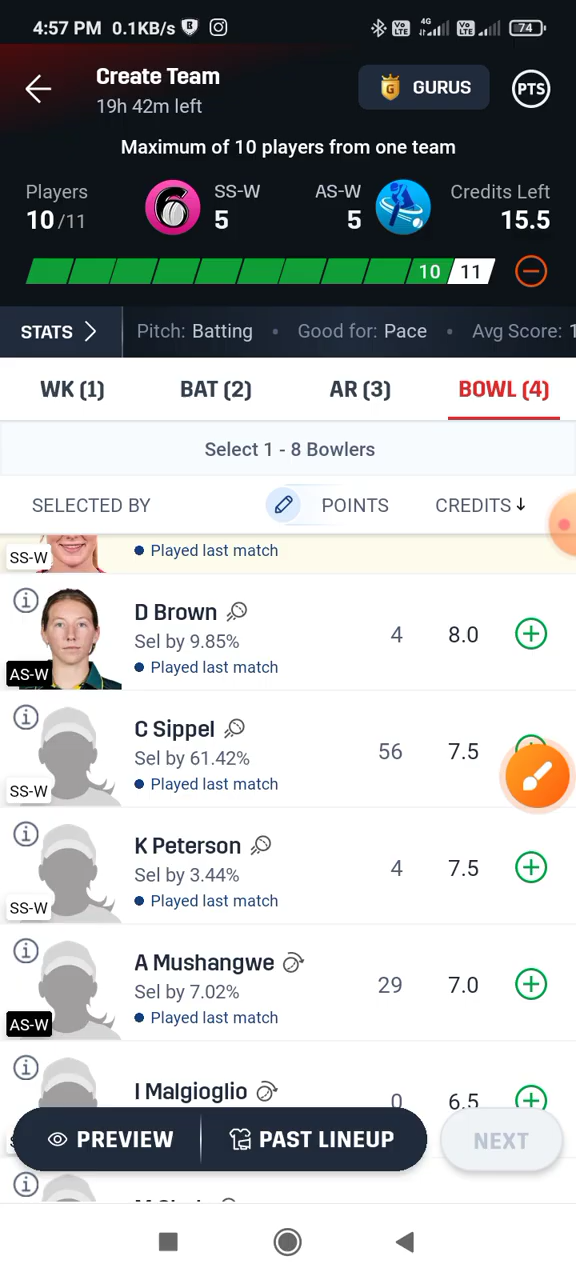 4:57 PM 0.1KB/s
4G 74
Create Team
19h 42m left
GURUS
PTS
Maximum of 10 players from one team
Players
10/11
SS-W
5
AS-W
5
Credits Left
15.5
10 11
STATS
Pitch: Batting • Good for: Pace • Avg Score: 1
WK (1) BAT (2) AR (3) BOWL (4)
Select 1 - 8 Bowlers
SELECTED BY POINTS CREDITS↓
SS-W
Played last match
D Brown
Sel by 9.85%
Played last match
AS-W
4 8.0
C Sippel
Sel by 61.42%
Played last match
SS-W
56 7.5
K Peterson
Sel by 3.44%
Played last match
SS-W
4 7.5
A Mushangwe
Sel by 7.02%
Played last match
AS-W
29 7.0
I Malgioglio
0 6.5
PREVIEW PAST LINEUP NEXT